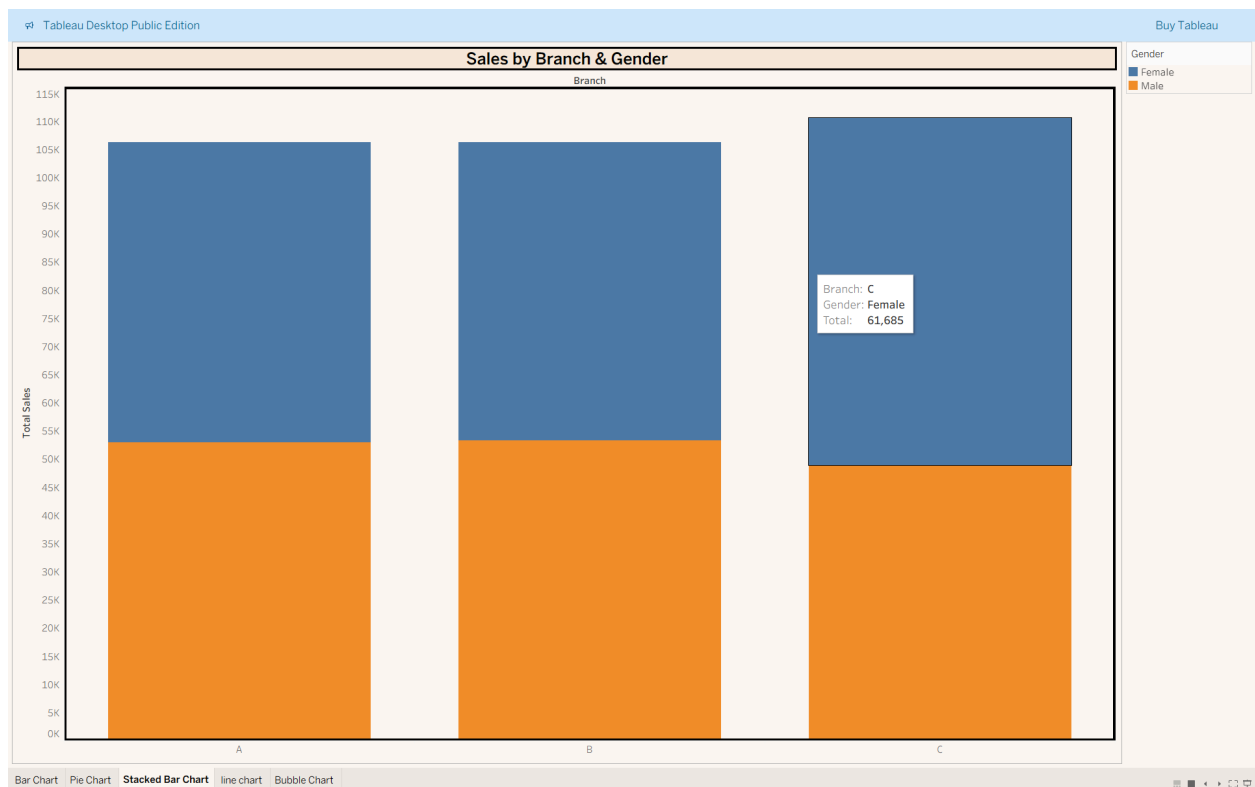 Tableau Desktop Public Edition
Buy Tableau
Sales by Branch & Gender
Branch
Gender
Female
Male
115K
110K
105K
100K
95K
90K
85K
80K
75K
70K
65K
60K
55K
50K
45K
40K
35K
30K
25K
20K
15K
10K
5K
0K
Total Sales
Branch: C
Gender: Female
Total: 61,685
A
B
C
Bar Chart
Pie Chart
Stacked Bar Chart
line chart
Bubble Chart